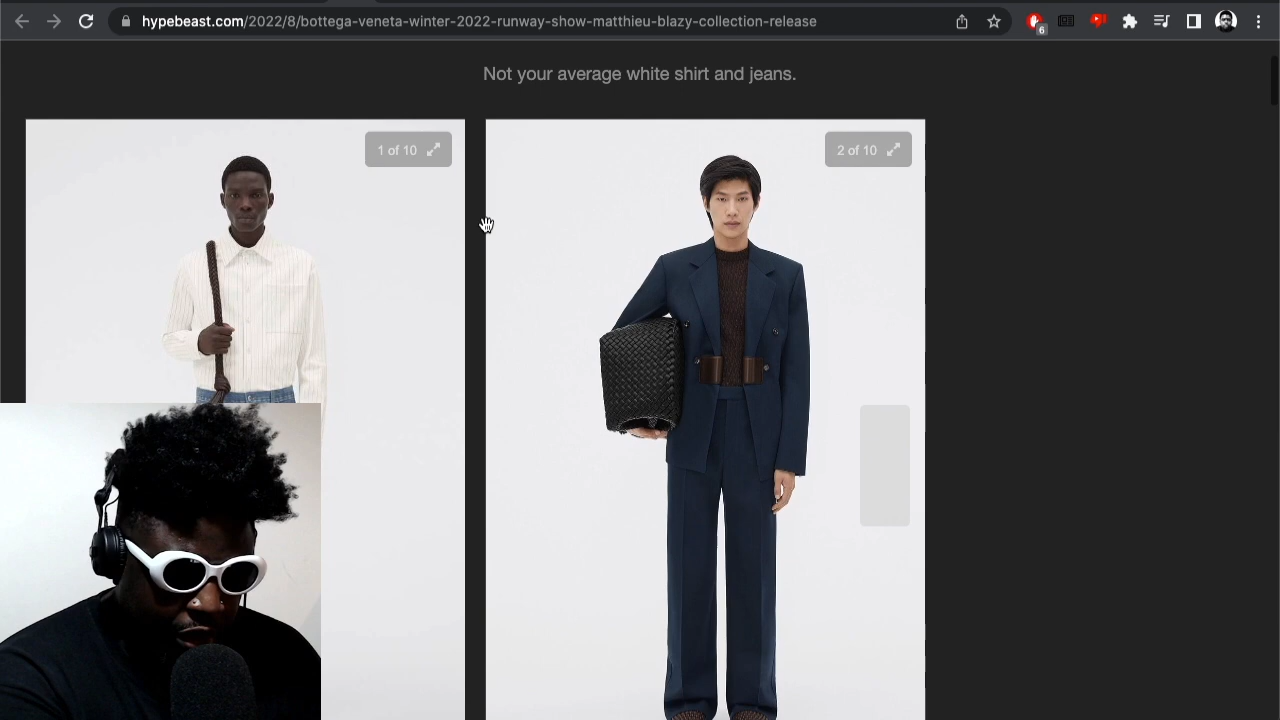 hypebeast.com/2022/8/bottega-veneta-winter-2022-runway-show-matthieu-blazy-collection-release
6
Not your average white shirt and jeans.
1 of 10
2 of 10